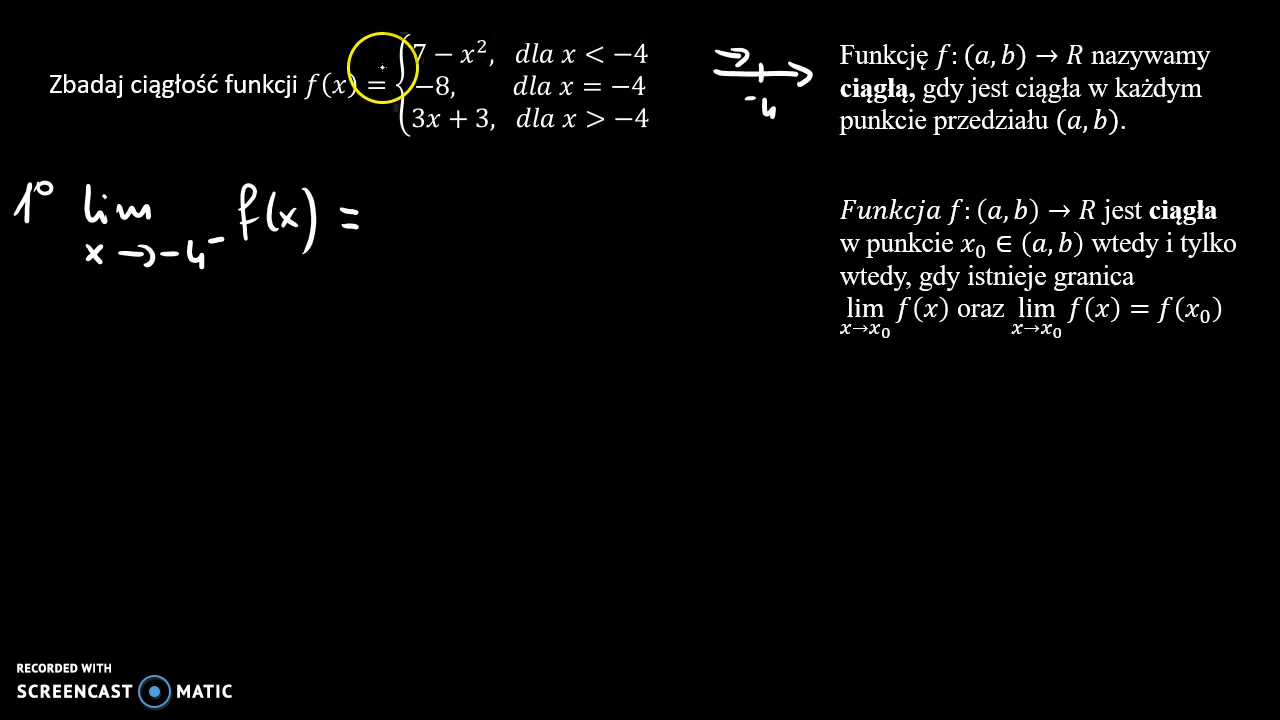 Zbadaj ciągłość funkcji f(x) = { 7 − x², dla x < −4
−8, dla x = −4
3x + 3, dla x > −4
-4
1° lim f(x) =
x → -4⁻
Funkcję f: (a, b) → R nazywamy
ciągłą, gdy jest ciągła w każdym
punkcie przedziału (a, b).
Funkcja f: (a, b) → R jest ciągła
w punkcie x₀ ∈ (a, b) wtedy i tylko
wtedy, gdy istnieje granica
lim f(x) oraz lim f(x) = f(x₀)
x→x₀ x→x₀
RECORDED WITH
SCREENCAST MATIC